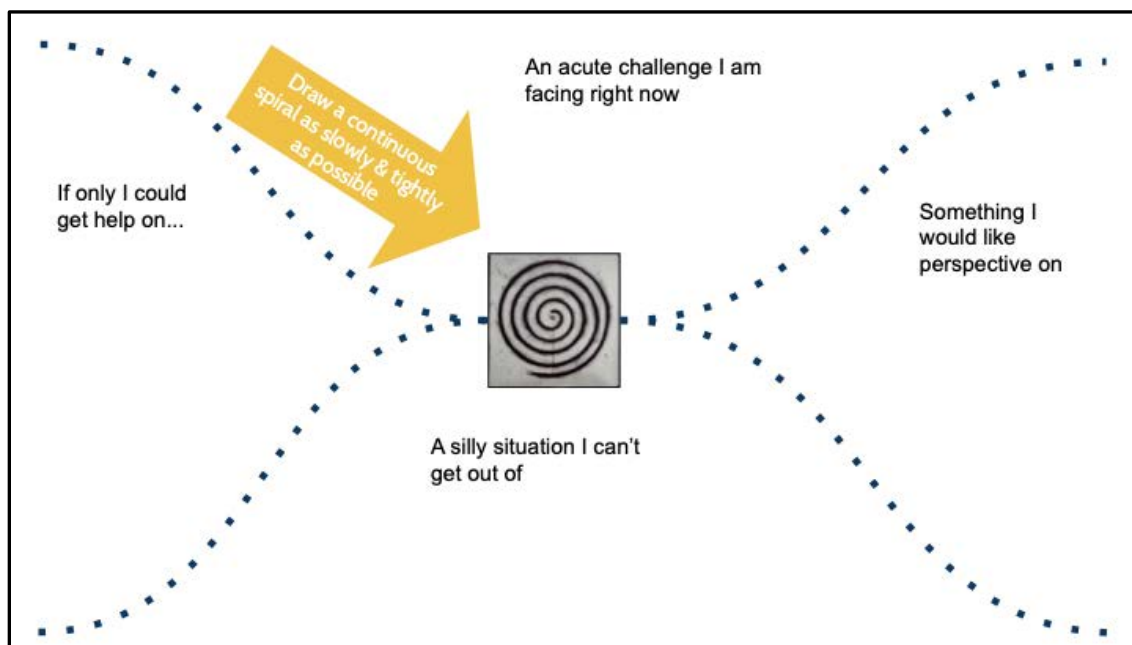 An acute challenge I am
facing right now
Draw a continuous
spiral as slowly & tightly
as possible
If only I could
get help on...
Something I
would like
perspective on
A silly situation I can't
get out of